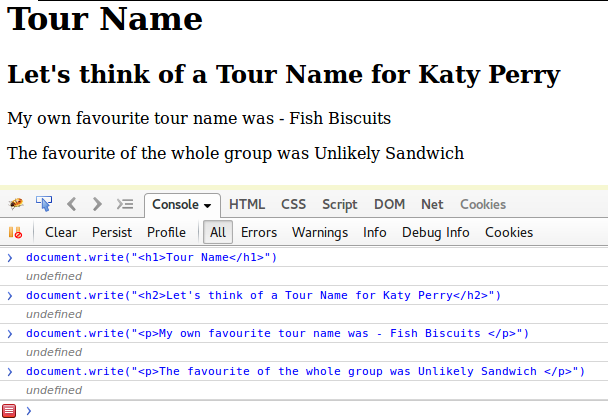 Tour Name
Let's think of a Tour Name for Katy Perry
My own favourite tour name was - Fish Biscuits
The favourite of the whole group was Unlikely Sandwich
Console HTML CSS Script DOM Net Cookies
Clear Persist Profile All Errors Warnings Info Debug Info Cookies
document.write("<h1>Tour Name</h1>")
undefined
document.write("<h2>Let's think of a Tour Name for Katy Perry</h2>")
undefined
document.write("<p>My own favourite tour name was - Fish Biscuits </p>")
undefined
document.write("<p>The favourite of the whole group was Unlikely Sandwich </p>")
undefined